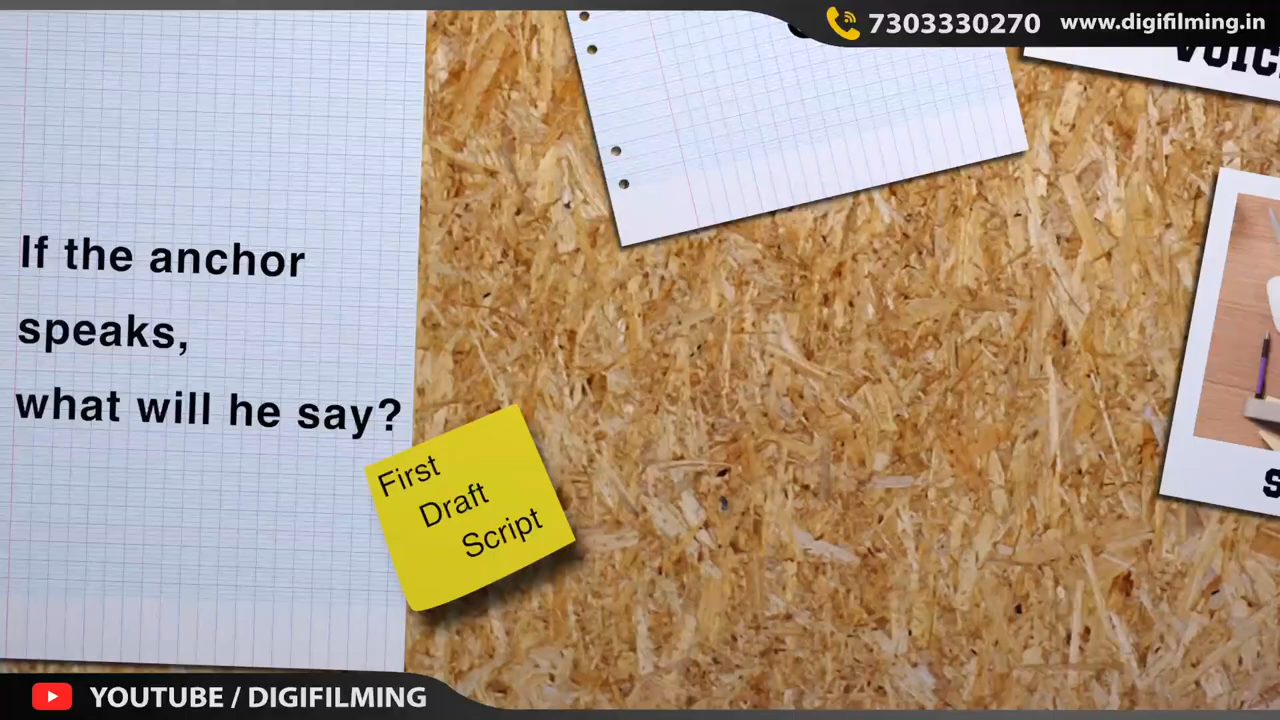 7303330270 www.digifilming.in
If the anchor
speaks,
what will he say?
First
Draft
Script
YOUTUBE / DIGIFILMING